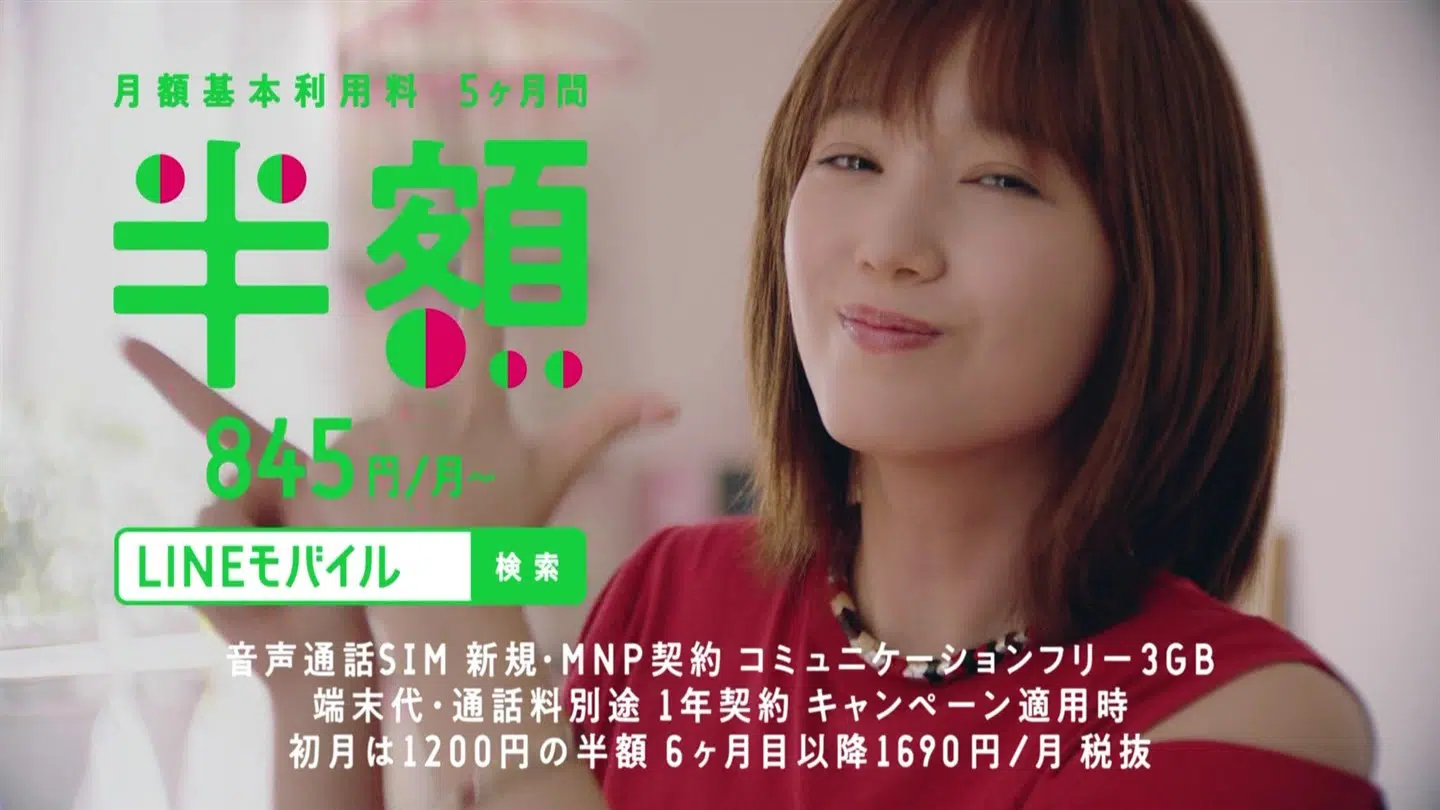 月額基本利用料 5ヶ月間
半額
845円/月~
LINEモバイル 検索
音声通話SIM 新規・MNP契約 コミュニケーションフリー3GB
端末代・通話料別途 1年契約 キャンペーン適用時
初月は1200円の半額 6ヶ月目以降1690円/月 税抜